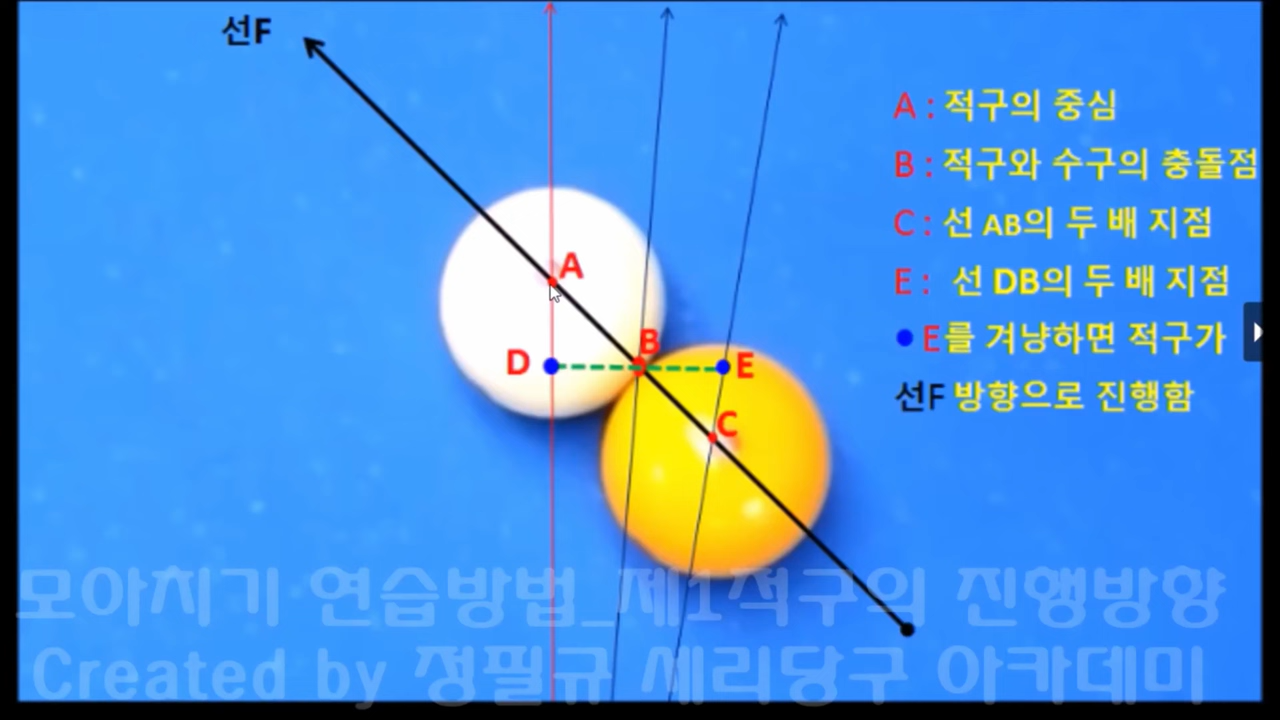 선F
A : 적구의 중심
B : 적구와 수구의 충돌점
C : 선 AB의 두 배 지점
E : 선 DB의 두 배 지점
E를 겨냥하면 적구가
선F 방향으로 진행함
A
B
D
E
C
모아치기 연습방법_제1적구의 진행방향
Created by 정필규 세리당구 아카데미